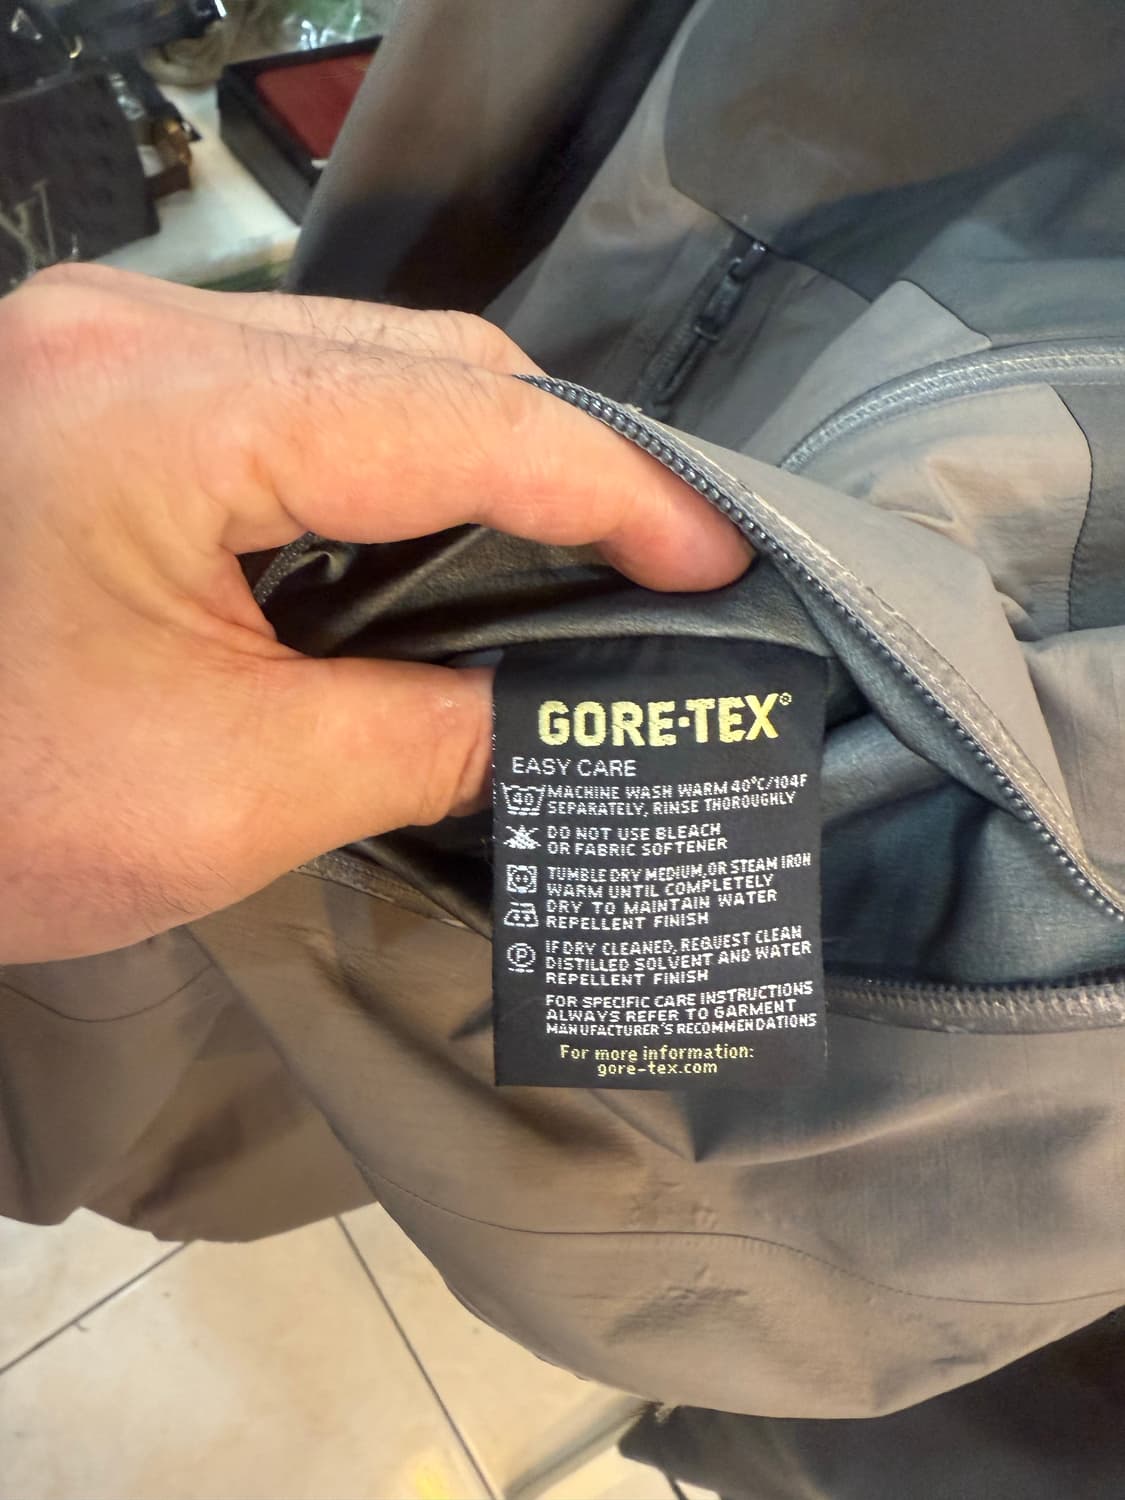 GORE-TEX®
EASY CARE
40
MACHINE WASH WARM 40°C/104F
SEPARATELY, RINSE THOROUGHLY
DO NOT USE BLEACH
OR FABRIC SOFTENER
TUMBLE DRY MEDIUM, OR STEAM IRON
WARM UNTIL COMPLETELY
DRY TO MAINTAIN WATER
REPELLENT FINISH
P
IF DRY CLEANED, REQUEST CLEAN
DISTILLED SOLVENT AND WATER
REPELLENT FINISH
FOR SPECIFIC CARE INSTRUCTIONS
ALWAYS REFER TO GARMENT
MANUFACTURER'S RECOMMENDATIONS
For more information:
gore-tex.com